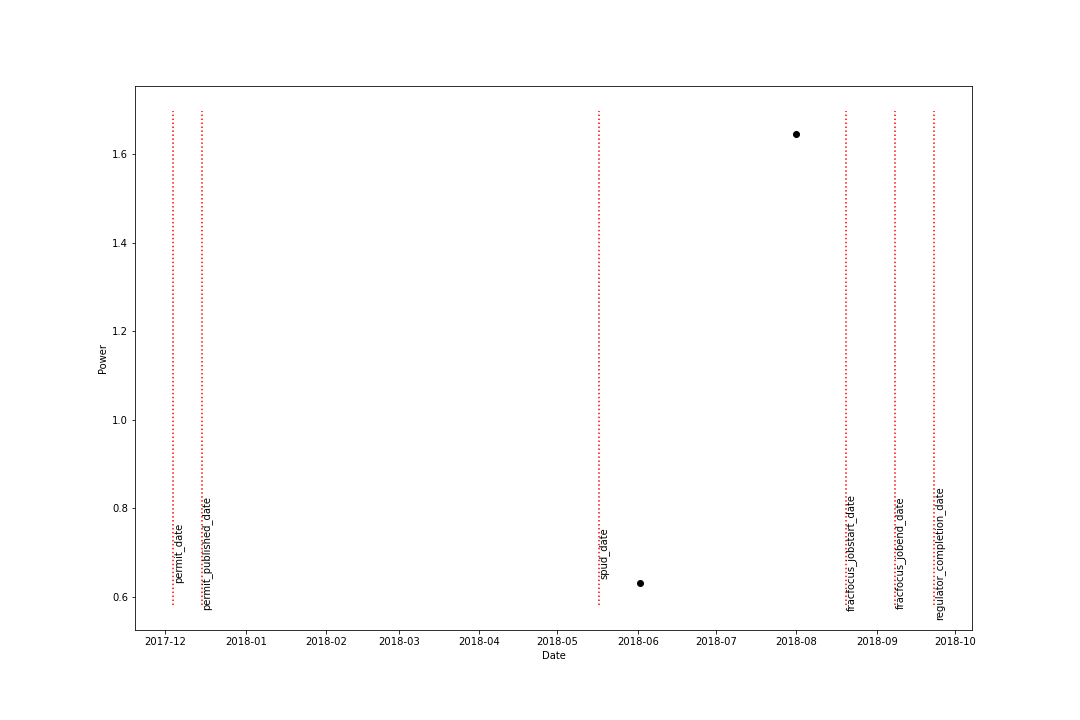 1.6
1.4
1.2
1.0
0.8
0.6
Power
permit_date
permit_published_date
spud_date
fracfocus_jobstart_date
fracfocus_jobend_date
regulator_completion_date
2017-12 2018-01 2018-02 2018-03 2018-04 2018-05 2018-06 2018-07 2018-08 2018-09 2018-10
Date